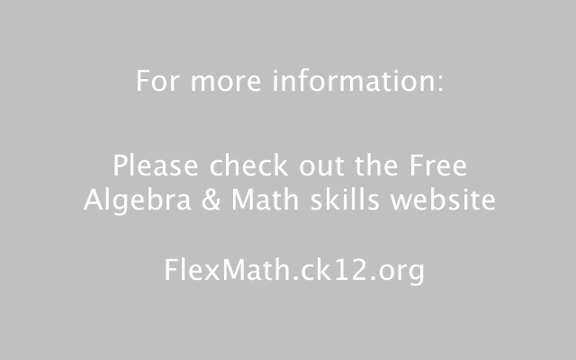 For more information:
Please check out the Free
Algebra & Math skills website
FlexMath.ck12.org